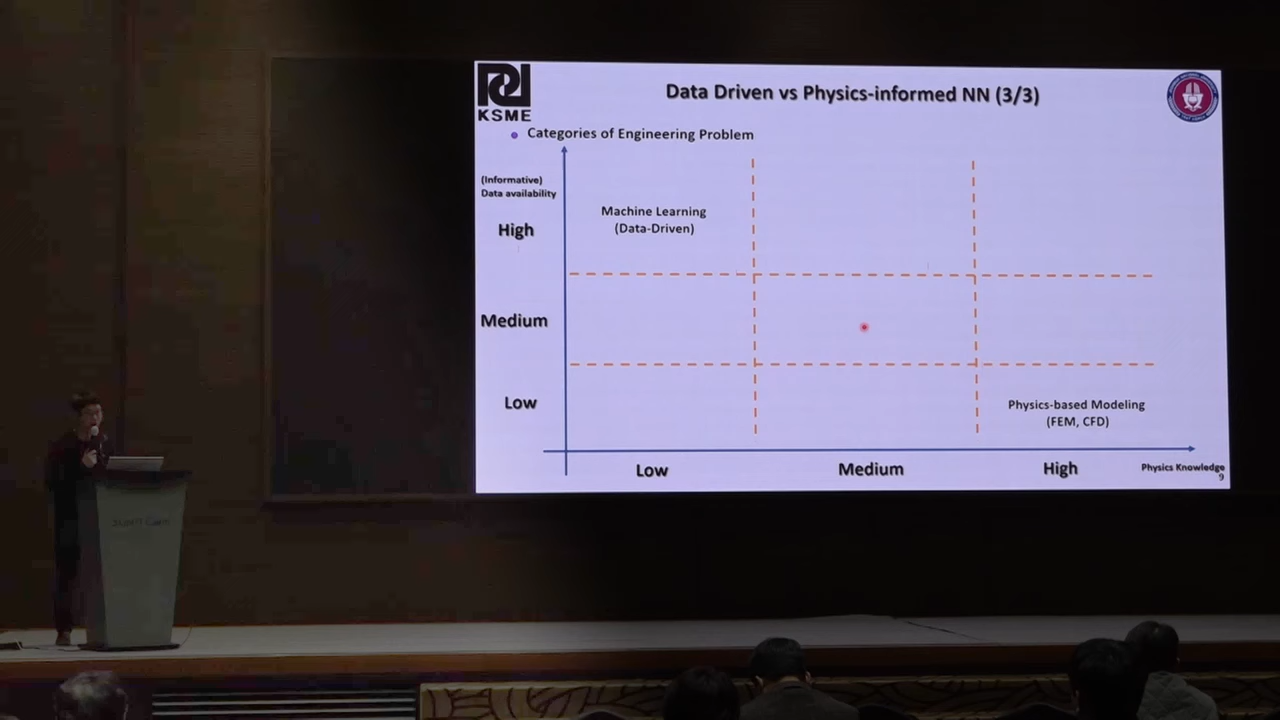 KSME
Data Driven vs Physics-informed NN (3/3)
Categories of Engineering Problem
(Informative)
Data availability
High
Machine Learning
(Data-Driven)
Medium
Low
Physics-based Modeling
(FEM, CFD)
Low
Medium
High
Physics Knowledge
9